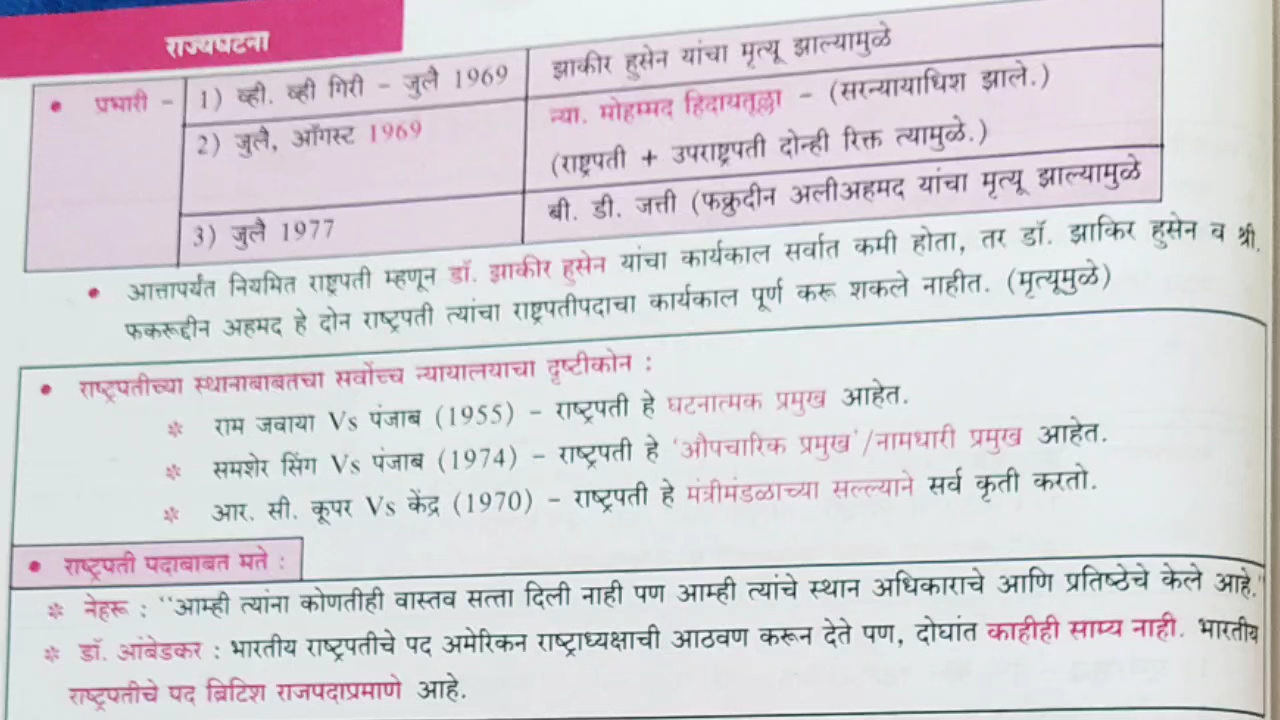 राज्यघटना
• प्रभारी - 1) व्ही. व्ही गिरी - जुलै 1969 झाकीर हुसेन यांचा मृत्यू झाल्यामुळे
2) जुलै, ऑगस्ट 1969 न्या. मोहम्मद हिदायतूल्ला - (सरन्यायाधिश झाले.)
(राष्ट्रपती + उपराष्ट्रपती दोन्ही रिक्त त्यामुळे.)
3) जुलै 1977 बी. डी. जत्ती (फक्रुदीन अलीअहमद यांचा मृत्यू झाल्यामुळे
• आत्तापर्यंत नियमित राष्ट्रपती म्हणून डॉ. झाकीर हुसेन यांचा कार्यकाल सर्वात कमी होता, तर डॉ. झाकिर हुसेन व श्री.
फकरूद्दीन अहमद हे दोन राष्ट्रपती त्यांचा राष्ट्रपतीपदाचा कार्यकाल पूर्ण करू शकले नाहीत. (मृत्यूमुळे)
• राष्ट्रपतीच्या स्थानाबाबतचा सर्वोच्च न्यायालयाचा दृष्टीकोन :
* राम जवाया Vs पंजाब (1955) - राष्ट्रपती हे घटनात्मक प्रमुख आहेत.
* समशेर सिंग Vs पंजाब (1974) - राष्ट्रपती हे 'औपचारिक प्रमुख'/नामधारी प्रमुख आहेत.
* आर. सी. कूपर Vs केंद्र (1970) - राष्ट्रपती हे मंत्रीमंडळाच्या सल्ल्याने सर्व कृती करतो.
• राष्ट्रपती पदाबाबत मते :
* नेहरू : "आम्ही त्यांना कोणतीही वास्तव सत्ता दिली नाही पण आम्ही त्यांचे स्थान अधिकाराचे आणि प्रतिष्ठेचे केले आहे."
* डॉ. आंबेडकर : भारतीय राष्ट्रपतीचे पद अमेरिकन राष्ट्राध्यक्षाची आठवण करून देते पण, दोघांत काहीही साम्य नाही. भारतीय
राष्ट्रपतीचे पद ब्रिटिश राजपदाप्रमाणे आहे.